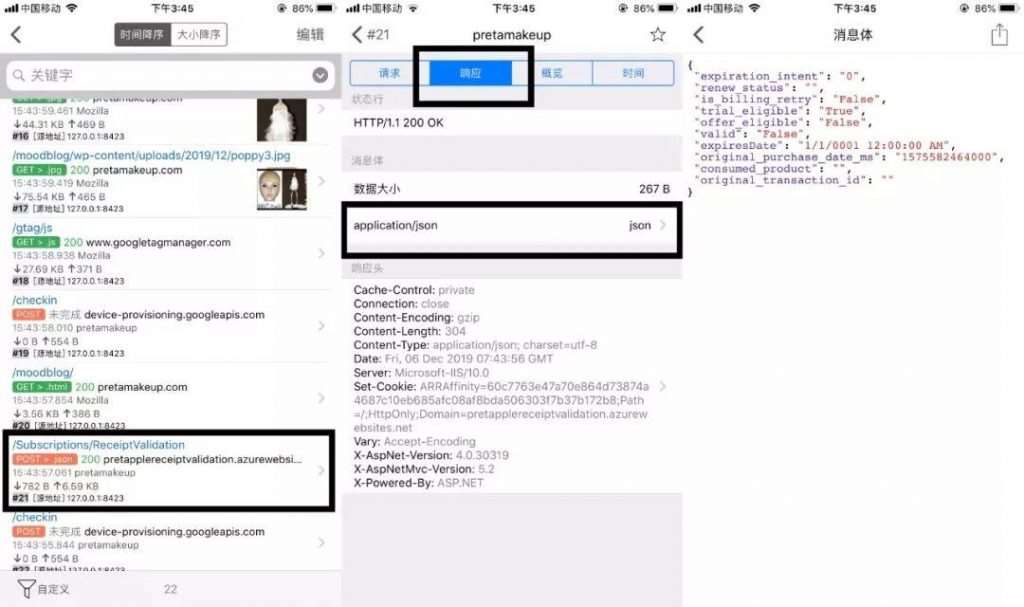 中国移动
下午3:45
86%
时间降序
大小降序
编辑
关键字
GET > .jpg 200 pretamakeup.com
15:43:59.461 Mozilla
↓44.31 KB ↑469 B
#16 [源地址] 127.0.0.1:8423
/moodblog/wp-content/uploads/2019/12/poppy3.jpg
GET > .jpg 200 pretamakeup.com
15:43:59.419 Mozilla
↓75.54 KB ↑465 B
#17 [源地址] 127.0.0.1:8423
/gtag/js
GET > js 200 www.googletagmanager.com
15:43:58.938 Mozilla
↓27.69 KB ↑371 B
#18 [源地址] 127.0.0.1:8423
/checkin
POST 未完成 device-provisioning.googleapis.com
15:43:58.010 pretamakeup
↓0 B ↑554 B
#19 [源地址] 127.0.0.1:8423
/moodblog/
GET > .html 200 pretamakeup.com
15:43:57.854 Mozilla
↓3.56 KB ↑386 B
#20 [源地址] 127.0.0.1:8423
/Subscriptions/ReceiptValidation
POST > json 200 pretapplereceiptvalidation.azurewebsi...
15:43:57.061 pretamakeup
↓782 B ↑6.59 KB
#21 [源地址] 127.0.0.1:8423
/checkin
POST 未完成 device-provisioning.googleapis.com
15:43:55.844 pretamakeup
↓0 B ↑554 B
#22 [源地址] 127.0.0.1:8423
自定义
22
中国移动
下午3:45
86%
#21
pretamakeup
请求
响应
概览
时间
状态行
HTTP/1.1 200 OK
消息体
数据大小
267 B
application/json
json
响应头
Cache-Control: private
Connection: close
Content-Encoding: gzip
Content-Length: 304
Content-Type: application/json; charset=utf-8
Date: Fri, 06 Dec 2019 07:43:56 GMT
Server: Microsoft-IIS/10.0
Set-Cookie: ARRAffinity=60c7763e47a70e864d73874a
4687c10eb685afc08af8bda506303f7b37b172b8;Path
=/;HttpOnly;Domain=pretapplereceiptvalidation.azurew
ebsites.net
Vary: Accept-Encoding
X-AspNet-Version: 4.0.30319
X-AspNetMvc-Version: 5.2
X-Powered-By: ASP.NET
中国移动
下午3:45
86%
消息体
{
"expiration_intent": "0",
"renew_status": "",
"is_billing_retry": "False",
"trial_eligible": "True",
"offer_eligible": "False",
"valid": "False",
"expiresDate": "1/1/0001 12:00:00 AM",
"original_purchase_date_ms": "1575582464000",
"consumed_product": "",
"original_transaction_id": ""
}